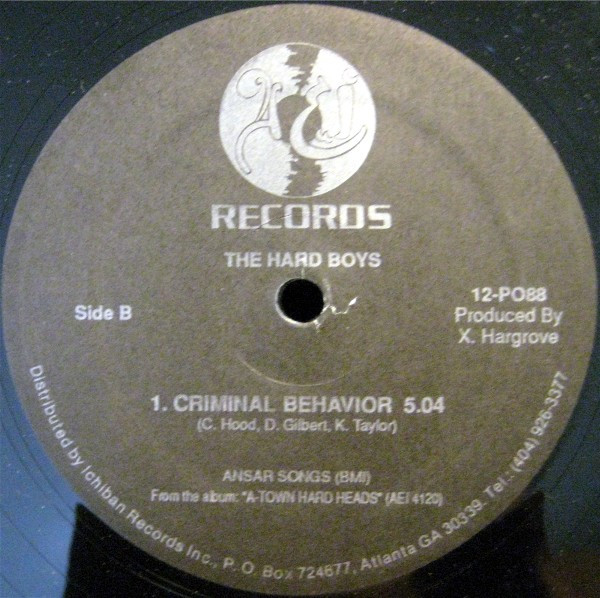 AEI
RECORDS
THE HARD BOYS
Side B
12-PO88
Produced By
X. Hargrove
1. CRIMINAL BEHAVIOR 5.04
(C. Hood, D. Gilbert, K. Taylor)
ANSAR SONGS (BMI)
From the album: "A-TOWN HARD HEADS" (AEI 4120)
Distributed by Ichiban Records Inc., P. O. Box 724677, Atlanta GA 30339. Tel.. (404) 926-3377